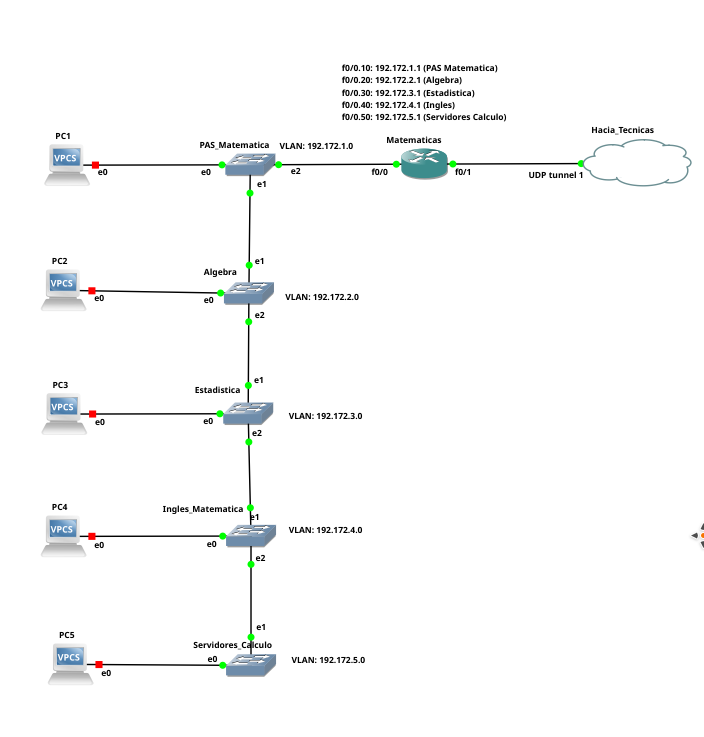 f0/0.10: 192.172.1.1 (PAS Matematica)
f0/0.20: 192.172.2.1 (Algebra)
f0/0.30: 192.172.3.1 (Estadistica)
f0/0.40: 192.172.4.1 (Ingles)
f0/0.50: 192.172.5.1 (Servidores Calculo)
PC1
PAS_Matematica
VLAN: 192.172.1.0
Matematicas
Hacia_Tecnicas
VPCS
e0
e0
e2
f0/0
f0/1
UDP tunnel 1
e1
PC2
e1
Algebra
VPCS
e0
e0
VLAN: 192.172.2.0
e2
PC3
e1
Estadistica
VPCS
e0
e0
VLAN: 192.172.3.0
e2
PC4
Ingles_Matematica
e1
VPCS
e0
e0
VLAN: 192.172.4.0
e2
PC5
e1
Servidores_Calculo
VPCS
e0
e0
VLAN: 192.172.5.0